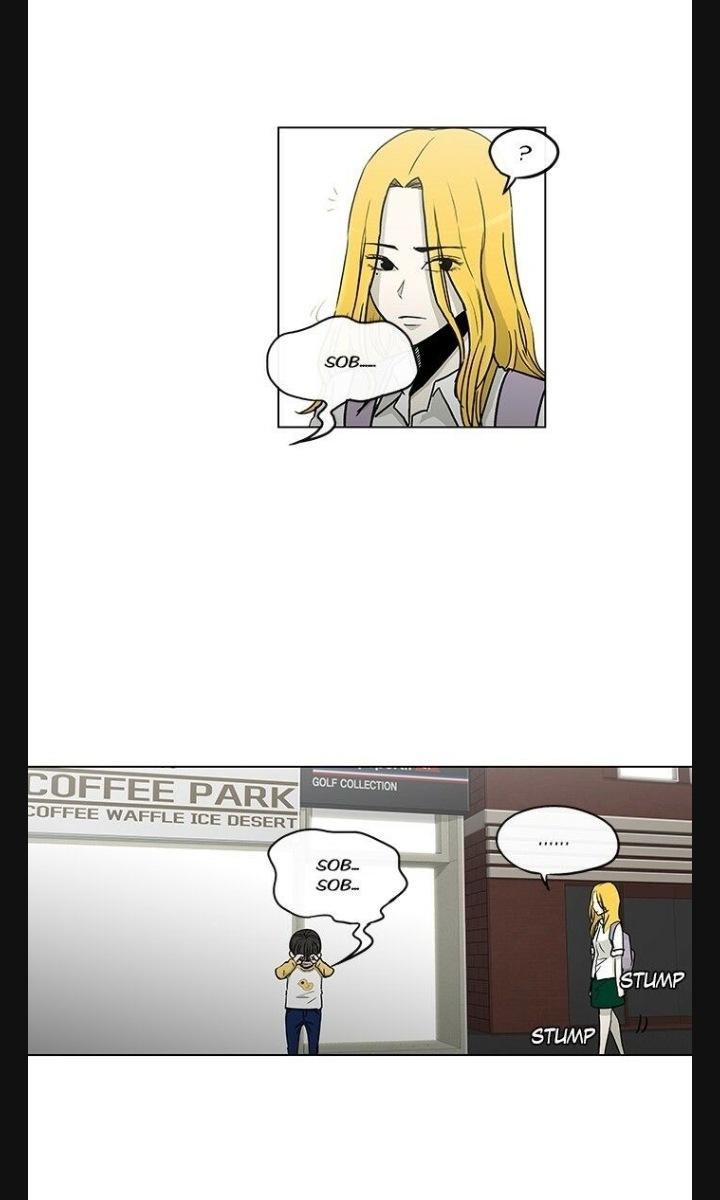 ?
SOB......
COFFEE PARK
COFFEE WAFFLE ICE DESERT
GOLF COLLECTION
SOB...
SOB...
......
STUMP
STUMP